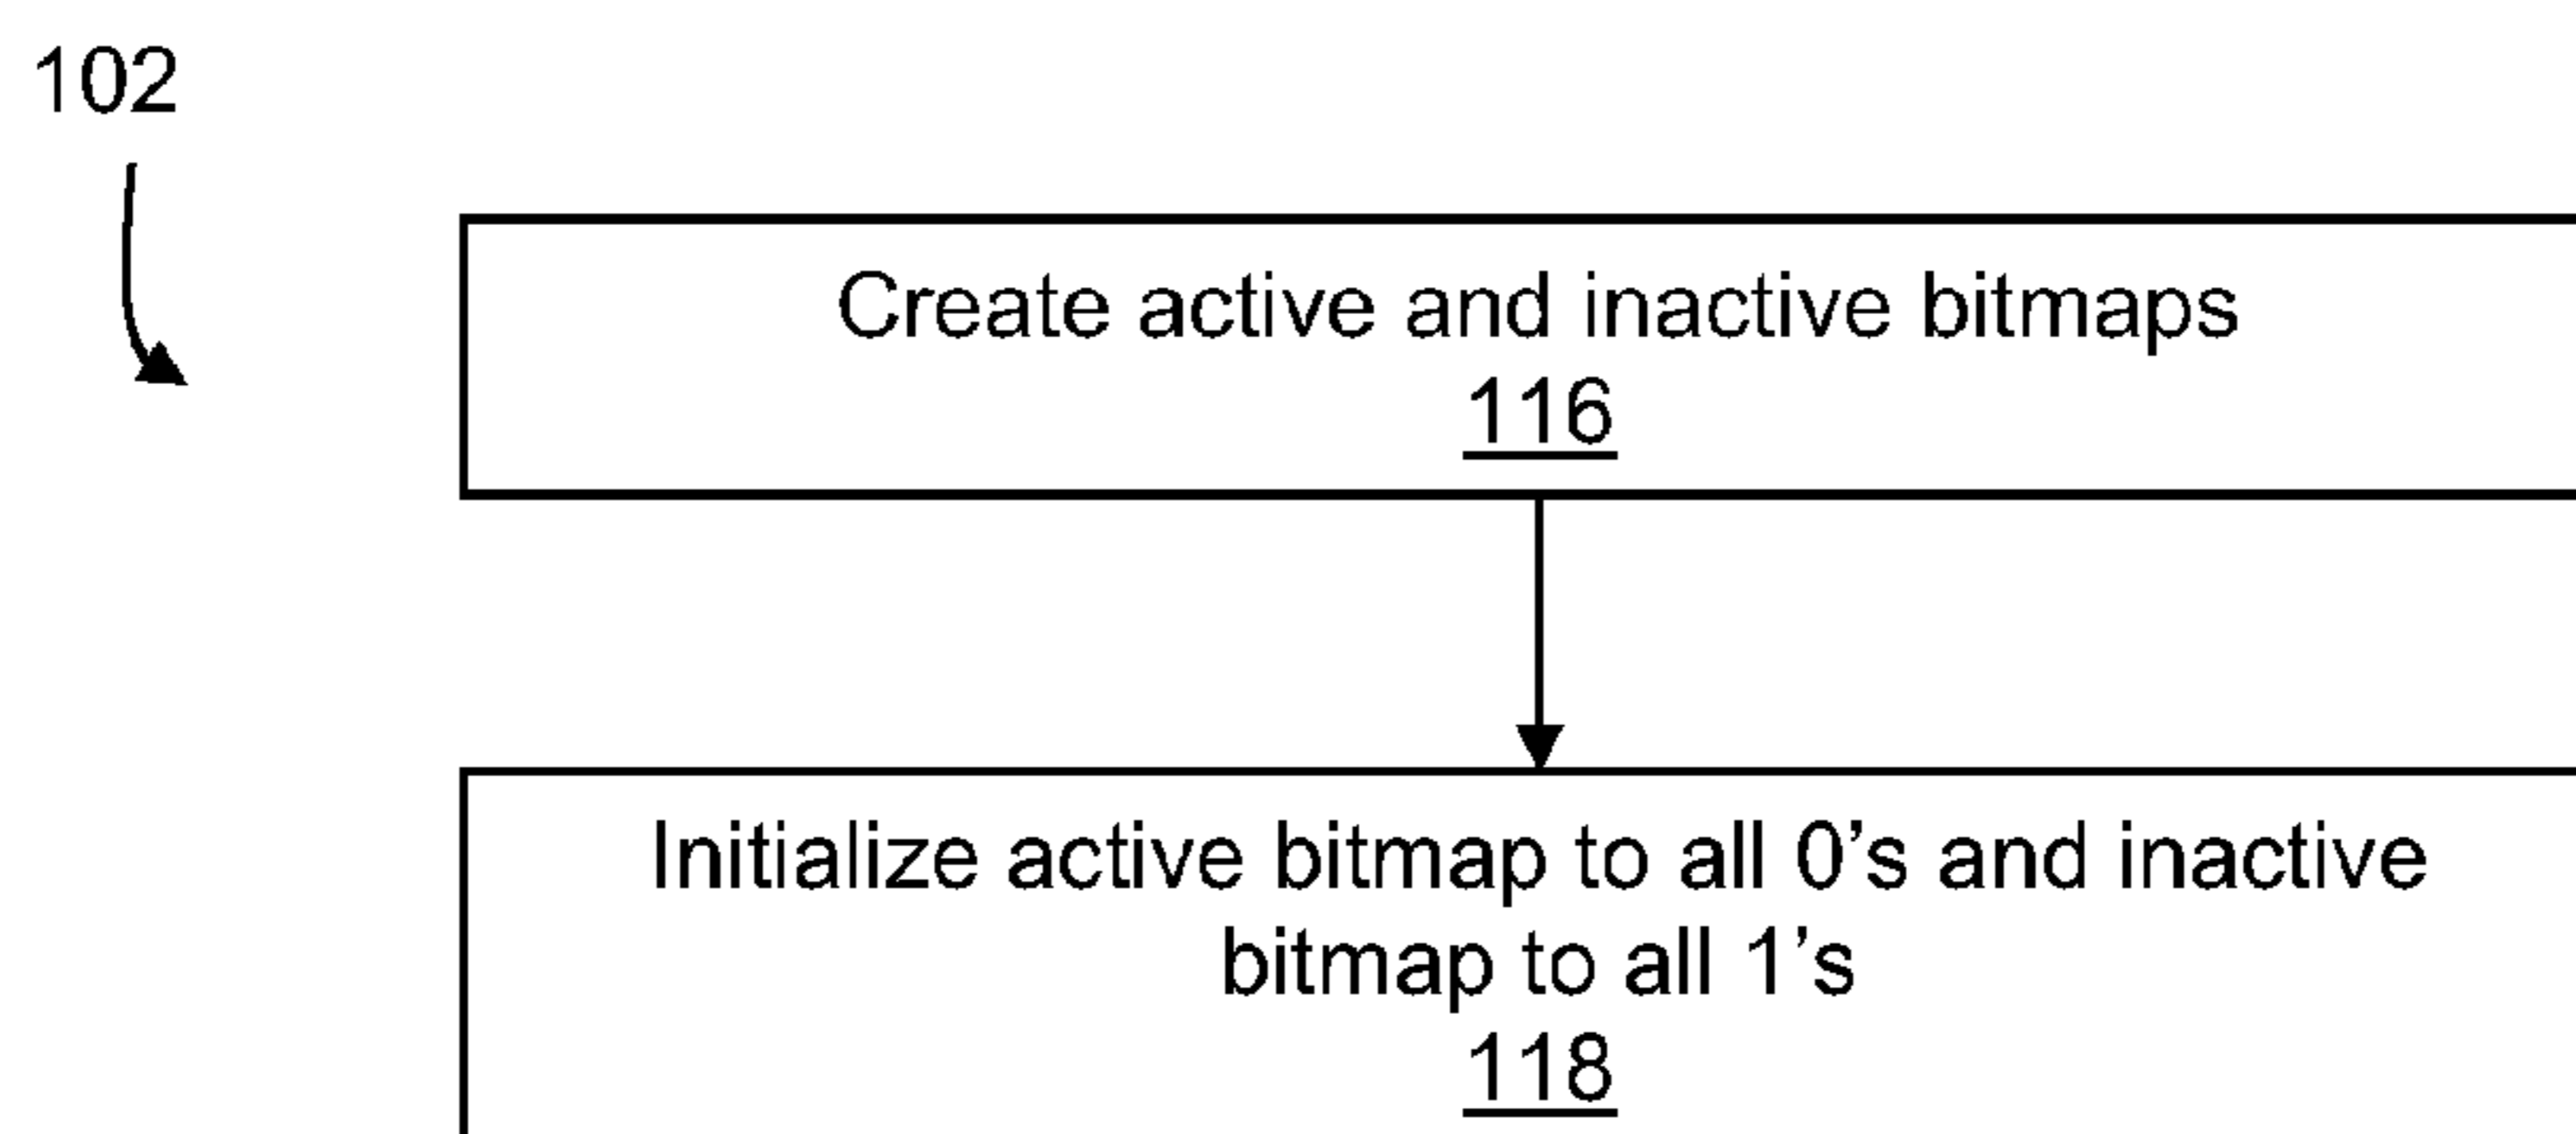 102
Create active and inactive bitmaps
116
Initialize active bitmap to all 0’s and inactive
bitmap to all 1’s
118